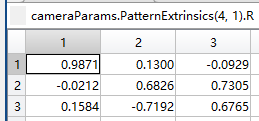 cameraParams.PatternExtrinsics(4, 1).R
1 2 3
1 0.9871 0.1300 -0.0929
2 -0.0212 0.6826 0.7305
3 0.1584 -0.7192 0.6765